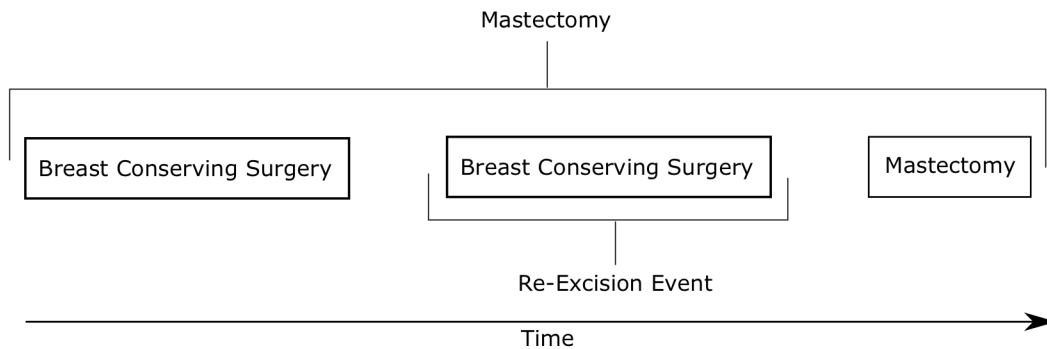 Mastectomy
Breast Conserving Surgery
Breast Conserving Surgery
Mastectomy
Re-Excision Event
Time